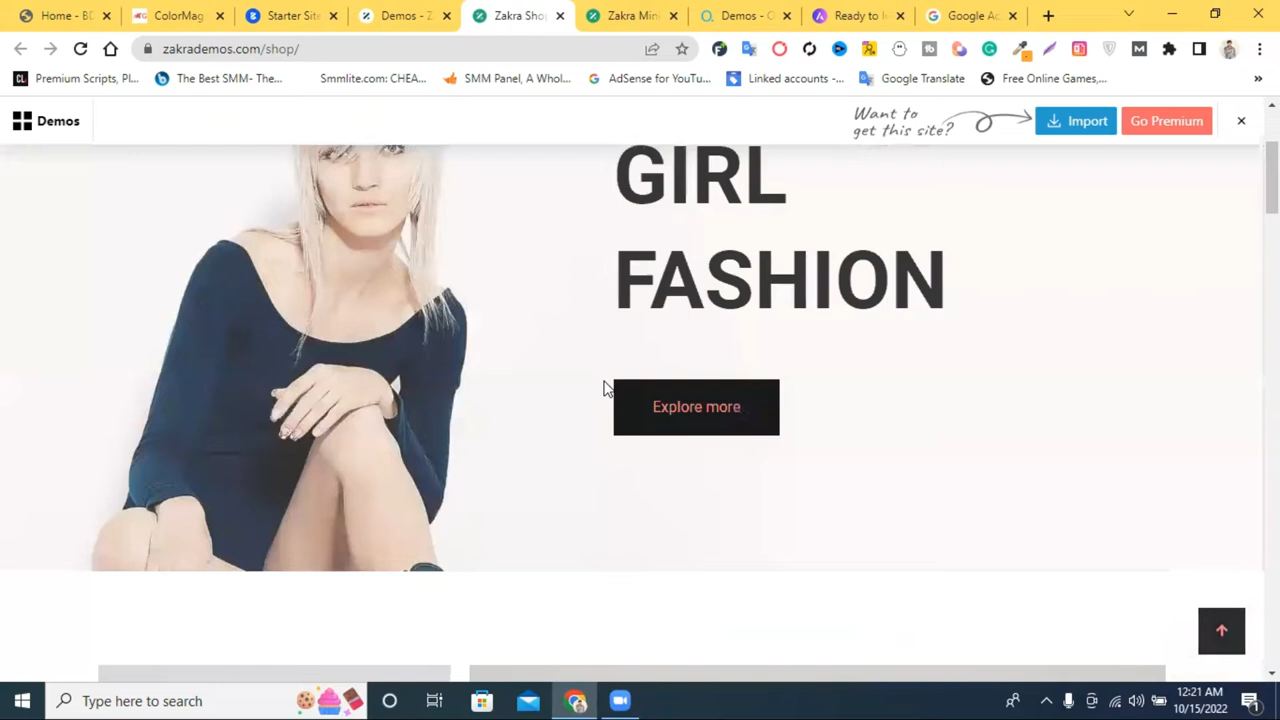 Home - BD
ColorMag
Starter Site
Demos - Z
Zakra Sho
Zakra Min
Demos - O
Ready to I
Google Ac
zakrademos.com/shop/
Premium Scripts, Pl...
The Best SMM- The...
Smmlite.com: CHEA...
SMM Panel, A Whol...
AdSense for YouTu...
Linked accounts -...
Google Translate
Free Online Games,...
»
Demos
Want to
get this site?
Import
Go Premium
GIRL
FASHION
Explore more
Type here to search
12:21 AM
10/15/2022